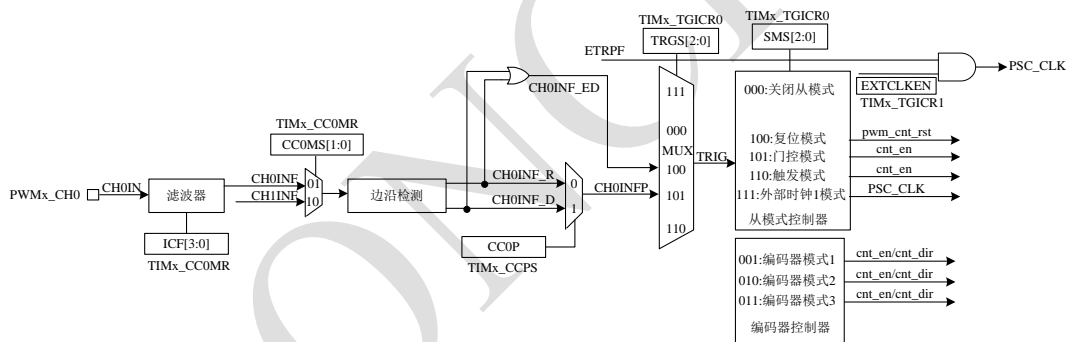 TIMx_TGICR0
TRGS[2:0]
TIMx_TGICR0
SMS[2:0]
ETRPF
PSC_CLK
EXTCLKEN
TIMx_TGICR1
CH0INF_ED
TIMx_CC0MR
CC0MS[1:0]
PWMx_CH0
CH0IN
滤波器
ICF[3:0]
TIMx_CC0MR
CH0INF
CH1INF
01
10
边沿检测
CH0INF_R
CH0INF_D
0
1
CC0P
TIMx_CCPS
CH0INFP
111
000
MUX
100
101
110
TRIG
000:关闭从模式
100:复位模式
101:门控模式
110:触发模式
111:外部时钟1模式
从模式控制器
pwm_cnt_rst
cnt_en
cnt_en
PSC_CLK
001:编码器模式1
010:编码器模式2
011:编码器模式3
编码器控制器
cnt_en/cnt_dir
cnt_en/cnt_dir
cnt_en/cnt_dir